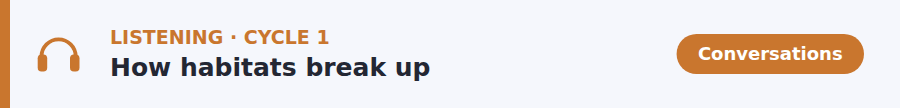 LISTENING · CYCLE 1
How habitats break up
Conversations